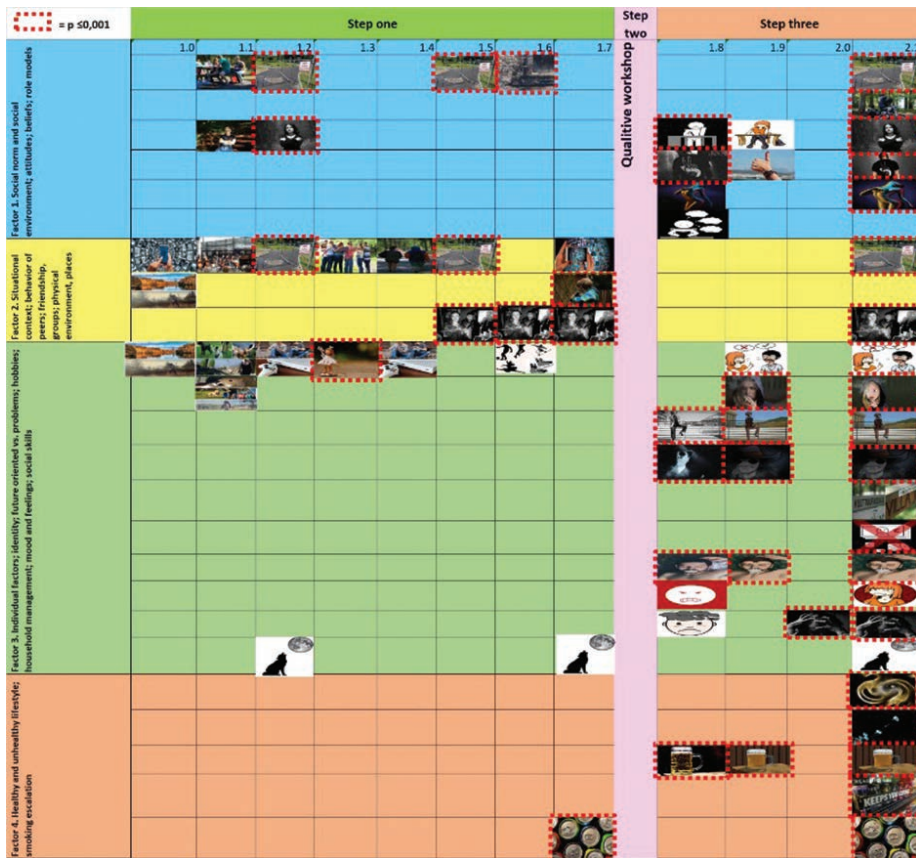 = p ≤0,001
Step one
Step
two
Step three
1.0
1.1
1.2
1.3
1.4
1.5
1.6
1.7
1.8
1.9
2.0
2.1
Qualitive workshop
Factor 1. Social norm and social
environment; attitudes; beliefs; role models
Factor 2. Situational
context; behavior of
peers; friendship,
groups; physical
environment, places
Factor 3. Individual factors; identity; future oriented vs. problems; hobbies;
household management; mood and feelings; social skills
Factor 4. Healthy and unhealthy lifestyle;
smoking escalation